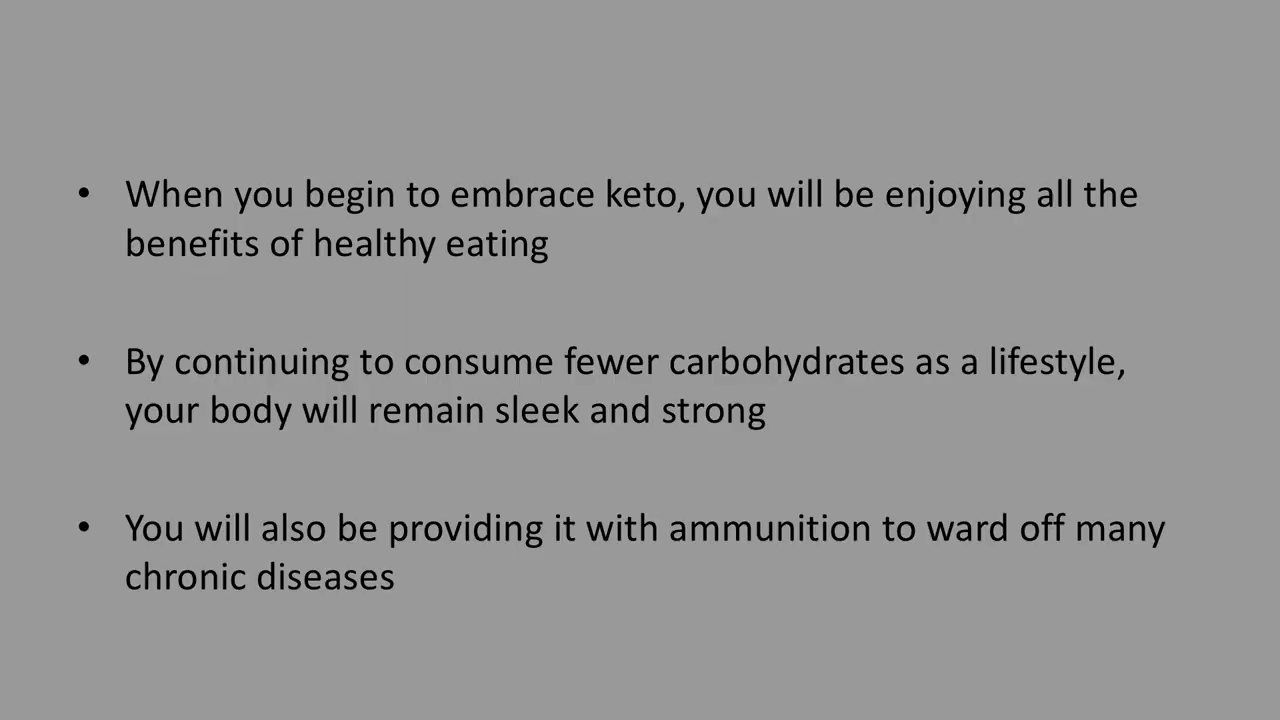 • When you begin to embrace keto, you will be enjoying all the
benefits of healthy eating
• By continuing to consume fewer carbohydrates as a lifestyle,
your body will remain sleek and strong
• You will also be providing it with ammunition to ward off many
chronic diseases